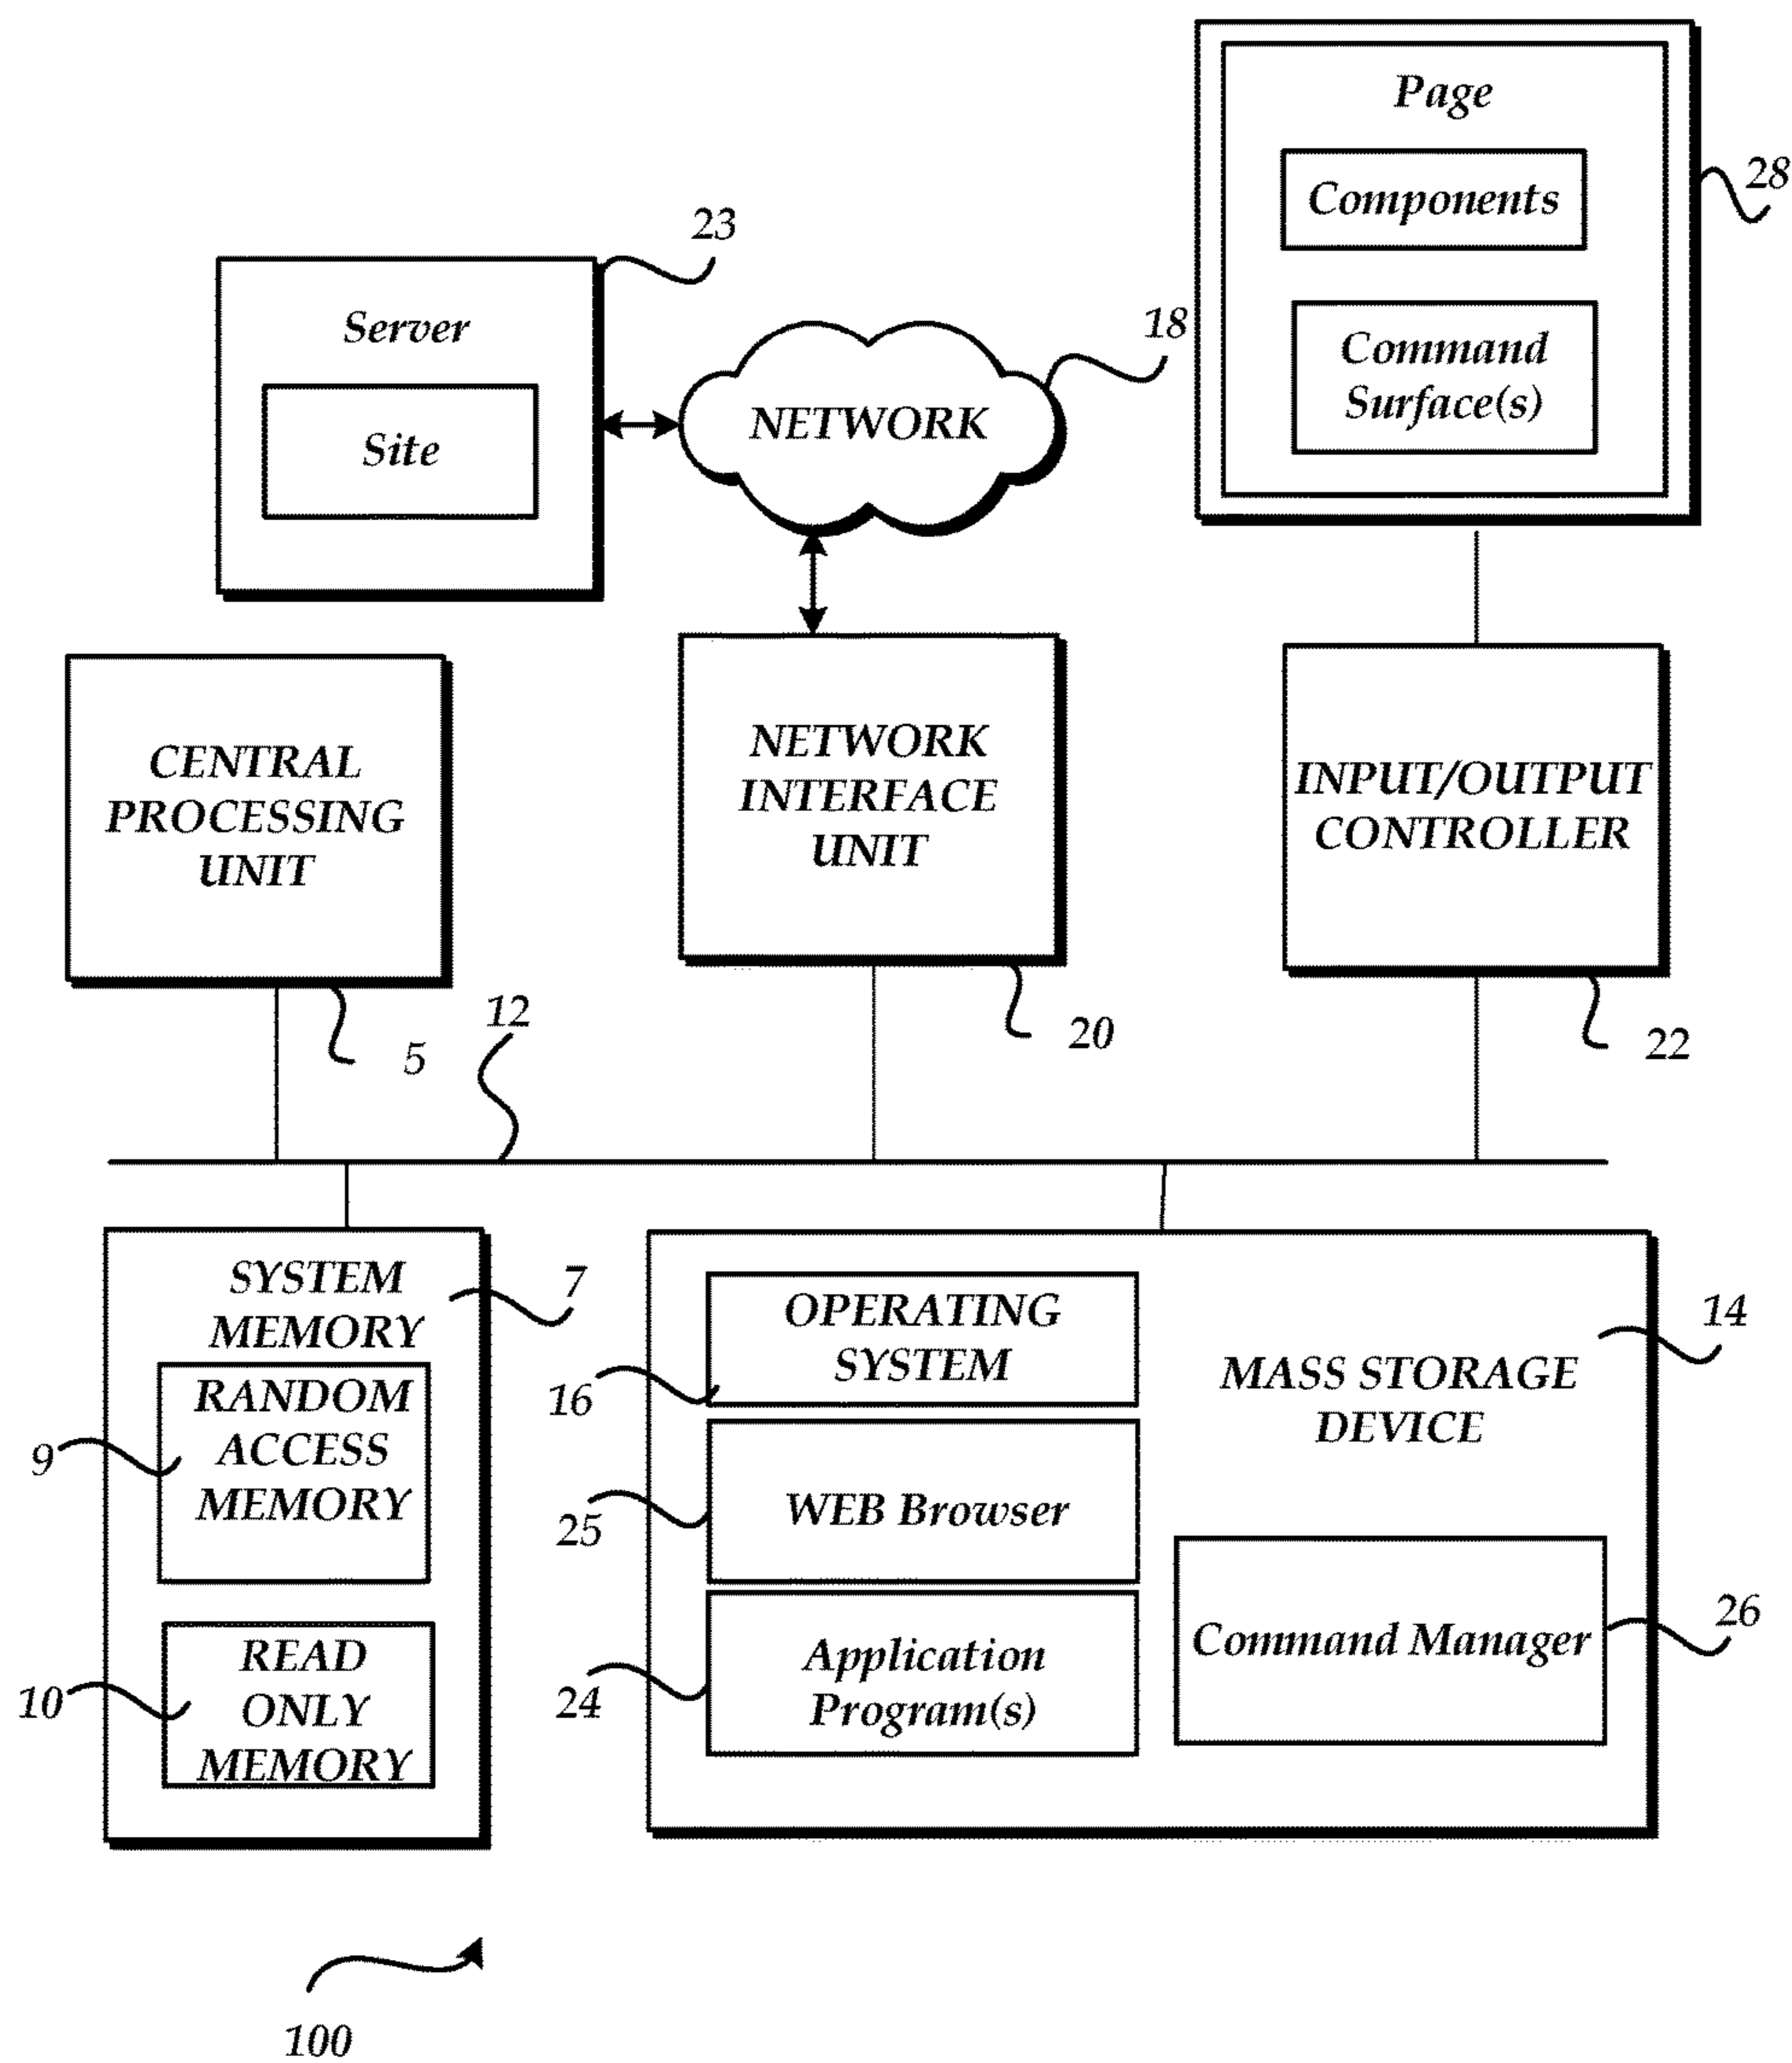 Page
Components
28
Command
Surface(s)
23
Server
Site
18
NETWORK
CENTRAL
PROCESSING
UNIT
5
NETWORK
INTERFACE
UNIT
20
INPUT/OUTPUT
CONTROLLER
22
12
SYSTEM
MEMORY
7
RANDOM
ACCESS
MEMORY
9
READ
ONLY
MEMORY
10
OPERATING
SYSTEM
16
WEB Browser
25
Application
Program(s)
24
MASS STORAGE
DEVICE
14
Command Manager
26
100